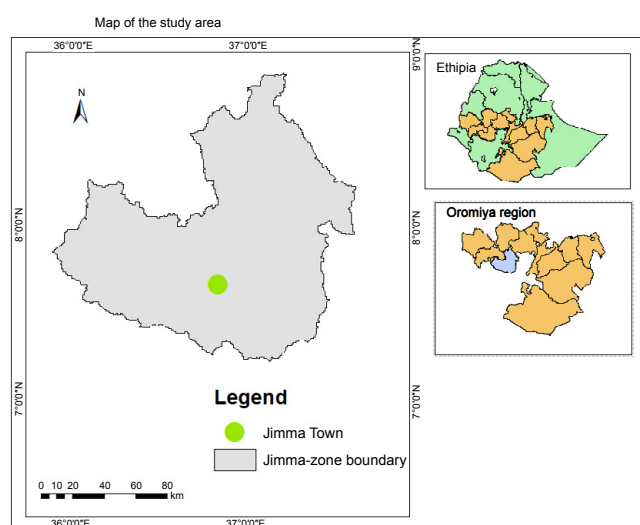 Map of the study area
36°0'0"E
37°0'0"E
9°0'0"N
Ethipia
N
8°0'0"N
8°0'0"N
Oromiya region
7°0'0"N
7°0'0"N
Legend
Jimma Town
Jimma-zone boundary
0 10 20 40 60 80
km
36°0'0"E
37°0'0"E